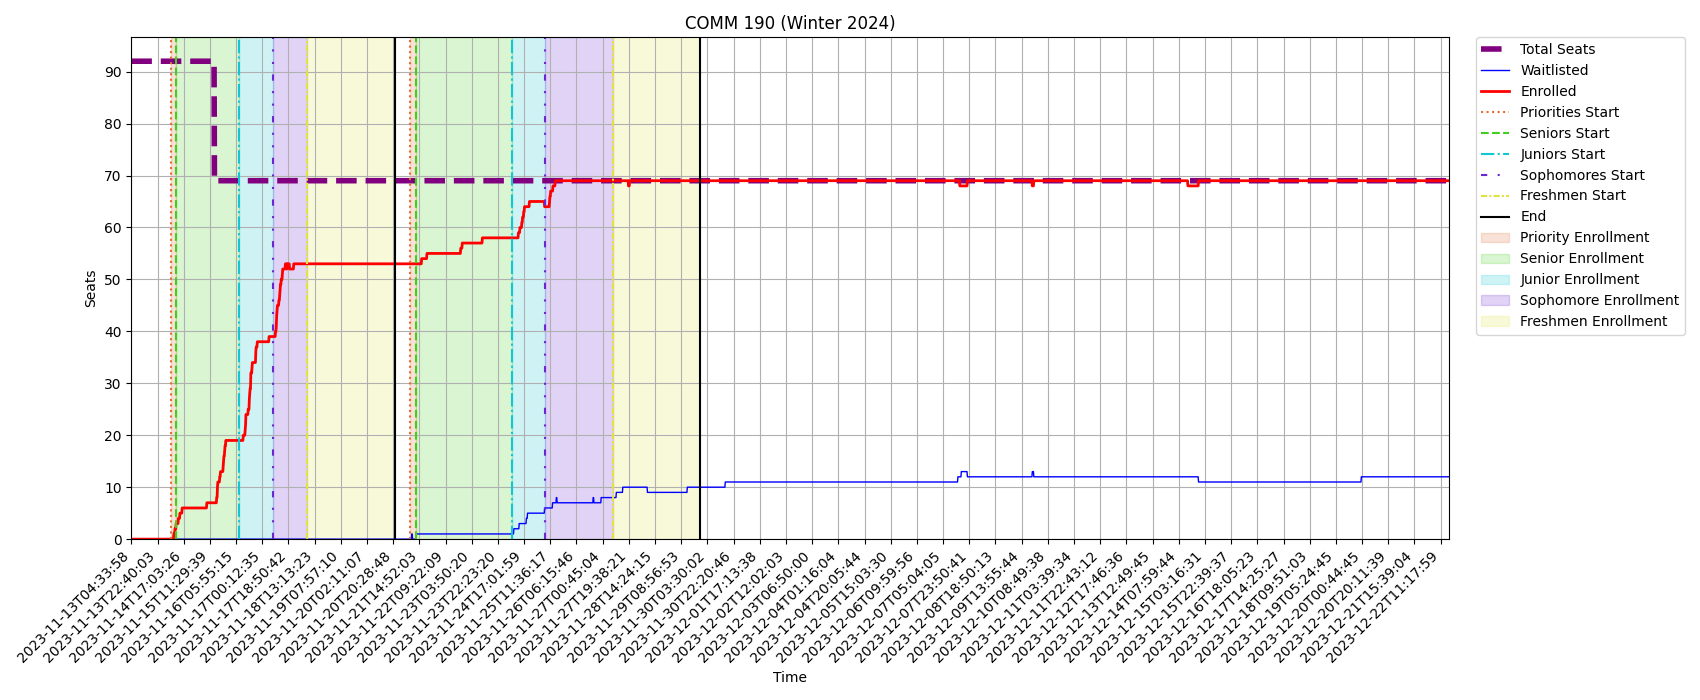 COMM 190 (Winter 2024)
Total Seats
Waitlisted
Enrolled
Priorities Start
Seniors Start
Juniors Start
Sophomores Start
Freshmen Start
End
Priority Enrollment
Senior Enrollment
Junior Enrollment
Sophomore Enrollment
Freshmen Enrollment
Seats
90
80
70
60
50
40
30
20
10
0
2023-11-13T04:33:58
2023-11-13T22:40:03
2023-11-14T17:03:26
2023-11-15T11:29:39
2023-11-16T05:55:15
2023-11-17T00:12:35
2023-11-17T18:50:42
2023-11-18T13:13:23
2023-11-19T07:57:10
2023-11-20T02:11:07
2023-11-20T20:28:48
2023-11-21T14:52:03
2023-11-22T09:22:09
2023-11-23T03:50:20
2023-11-23T22:23:20
2023-11-24T17:01:59
2023-11-25T11:36:17
2023-11-26T06:15:46
2023-11-27T00:45:04
2023-11-27T19:38:21
2023-11-28T14:24:15
2023-11-29T08:56:53
2023-11-30T03:30:02
2023-11-30T22:20:46
2023-12-01T17:13:38
2023-12-02T12:02:03
2023-12-03T06:50:00
2023-12-04T01:16:04
2023-12-04T20:05:44
2023-12-05T15:03:30
2023-12-06T09:59:56
2023-12-07T05:04:05
2023-12-07T23:50:41
2023-12-08T18:50:13
2023-12-09T13:55:44
2023-12-10T08:49:38
2023-12-11T03:39:34
2023-12-11T22:43:12
2023-12-12T17:46:36
2023-12-13T12:49:45
2023-12-14T07:59:44
2023-12-15T03:16:31
2023-12-15T22:39:37
2023-12-16T18:05:23
2023-12-17T14:25:27
2023-12-18T09:51:03
2023-12-19T05:24:45
2023-12-20T00:44:45
2023-12-20T20:11:39
2023-12-21T15:39:04
2023-12-22T11:17:59
Time